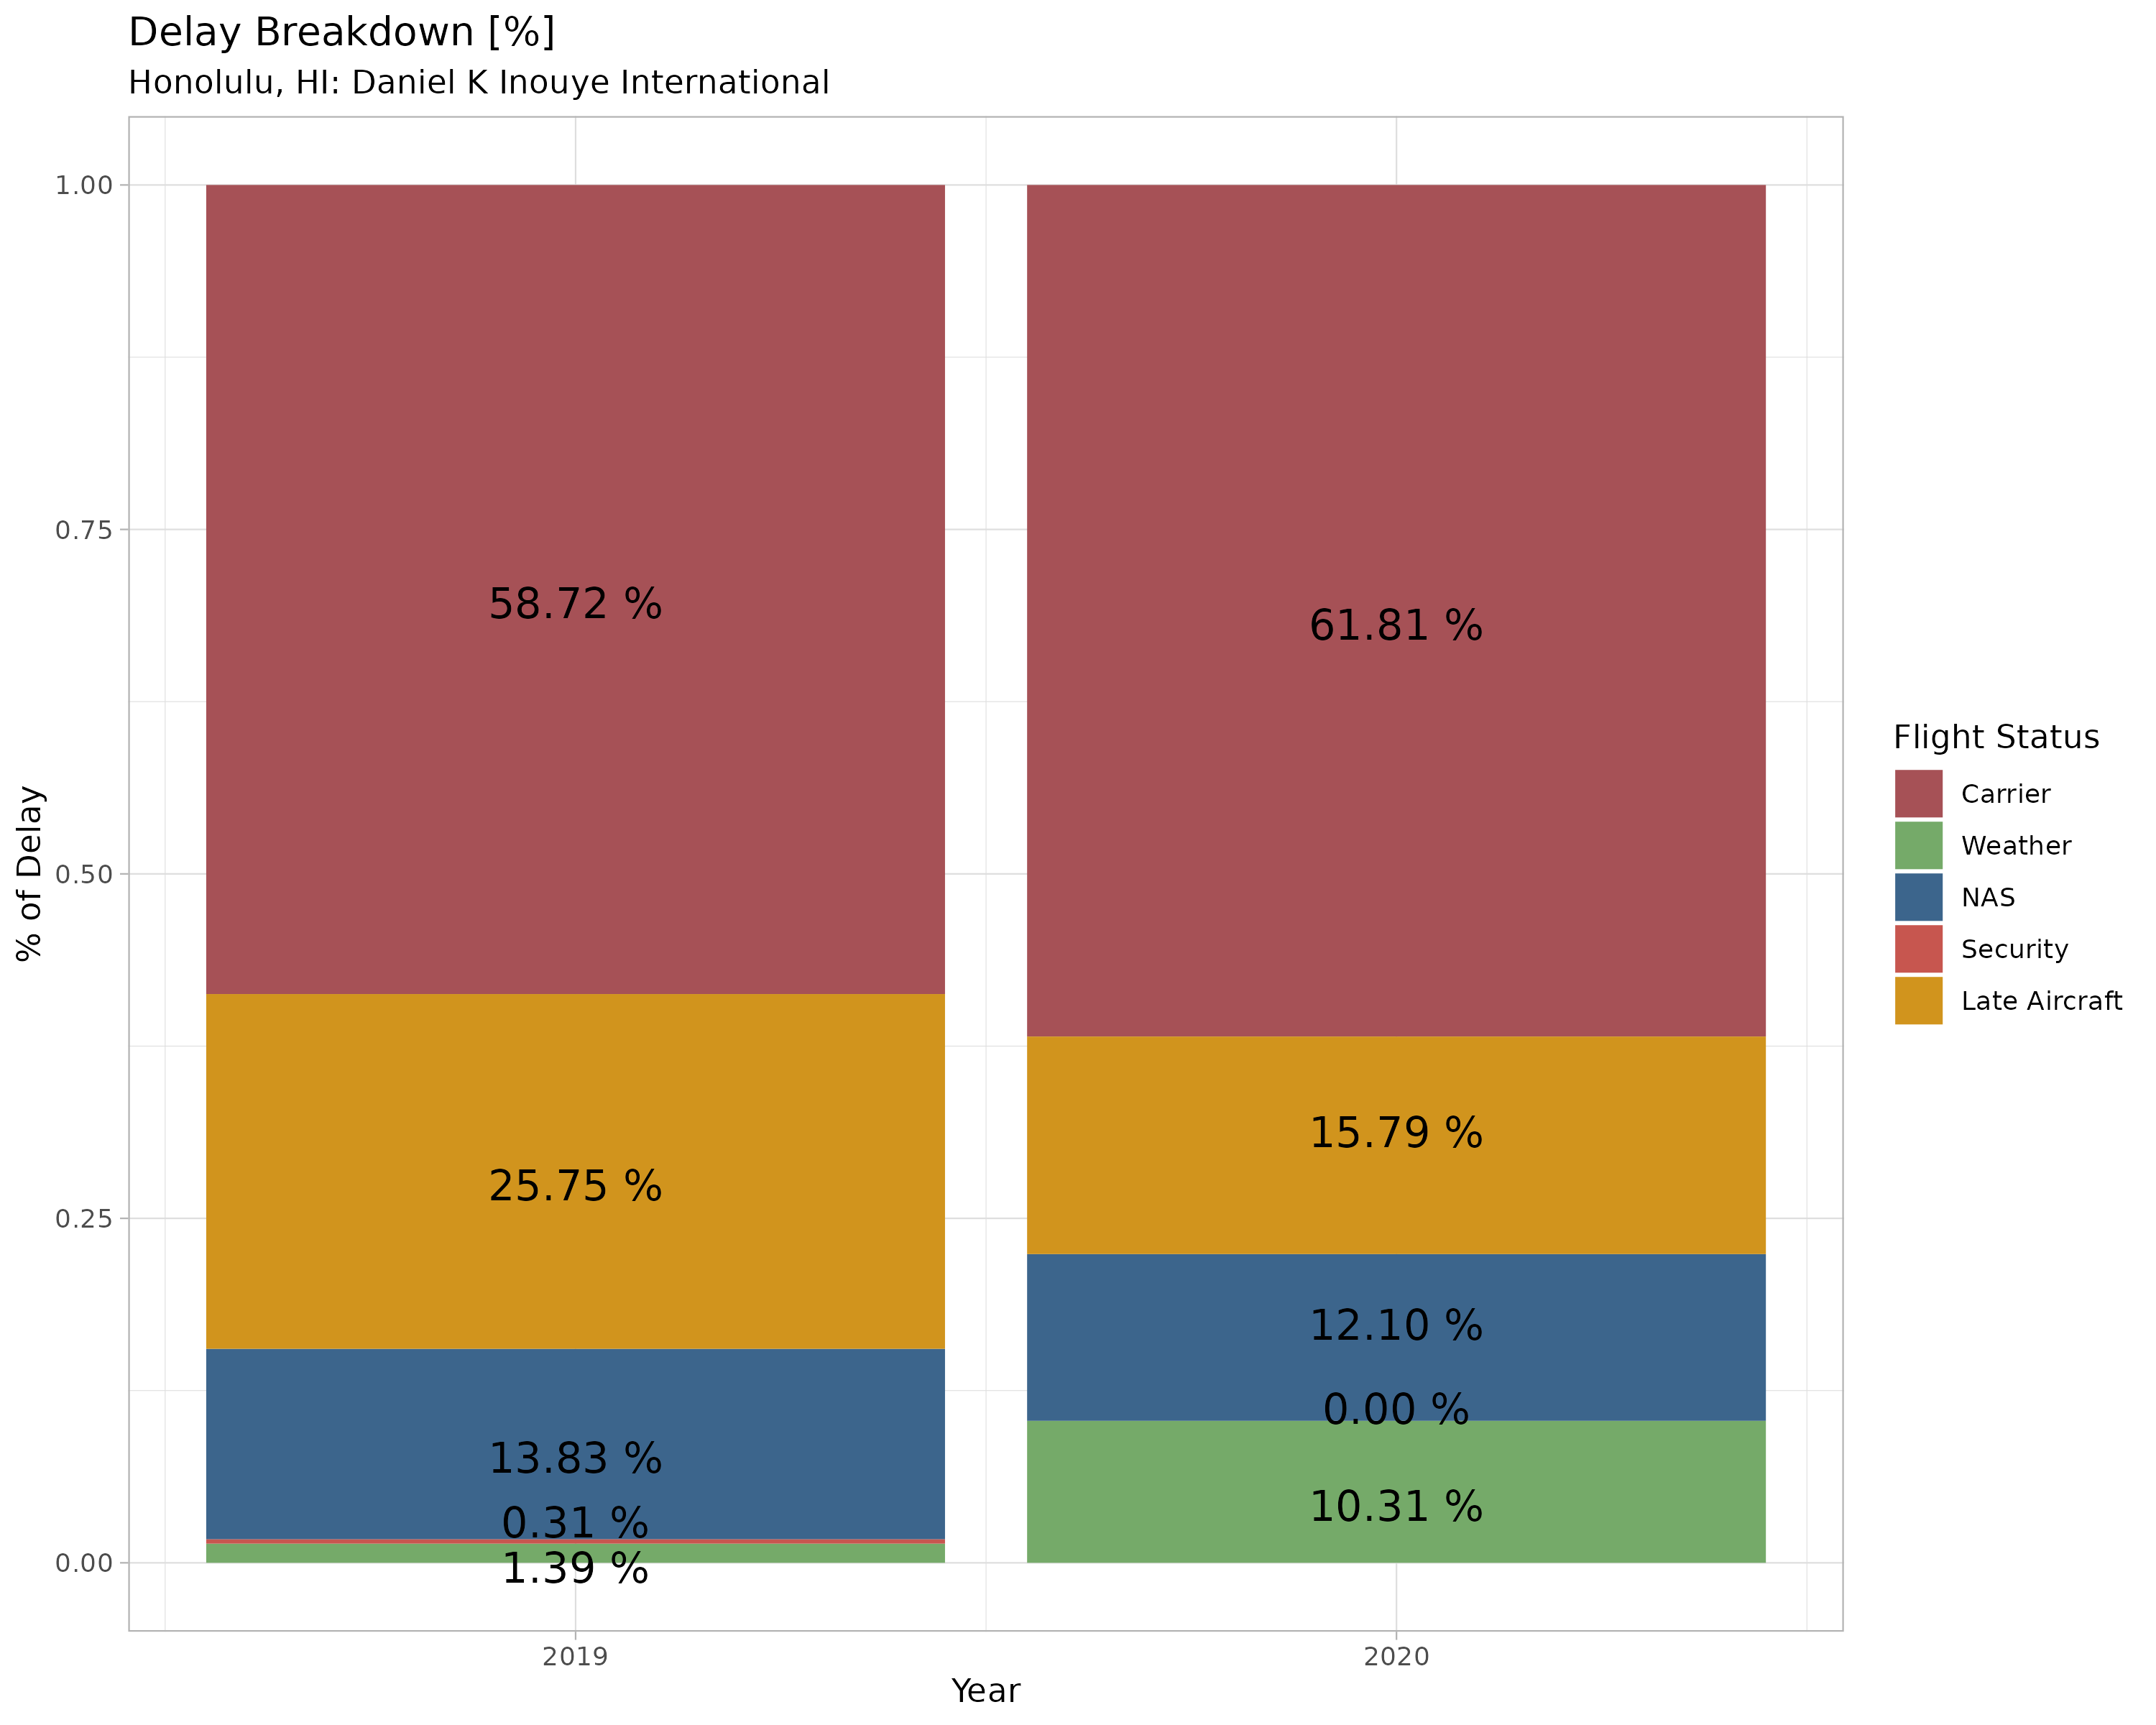 Delay Breakdown [%]
Honolulu, HI: Daniel K Inouye International
% of Delay
1.00
0.75
0.50
0.25
0.00
58.72 %
25.75 %
13.83 %
0.31 %
1.39 %
61.81 %
15.79 %
12.10 %
0.00 %
10.31 %
2019
2020
Year
Flight Status
Carrier
Weather
NAS
Security
Late Aircraft